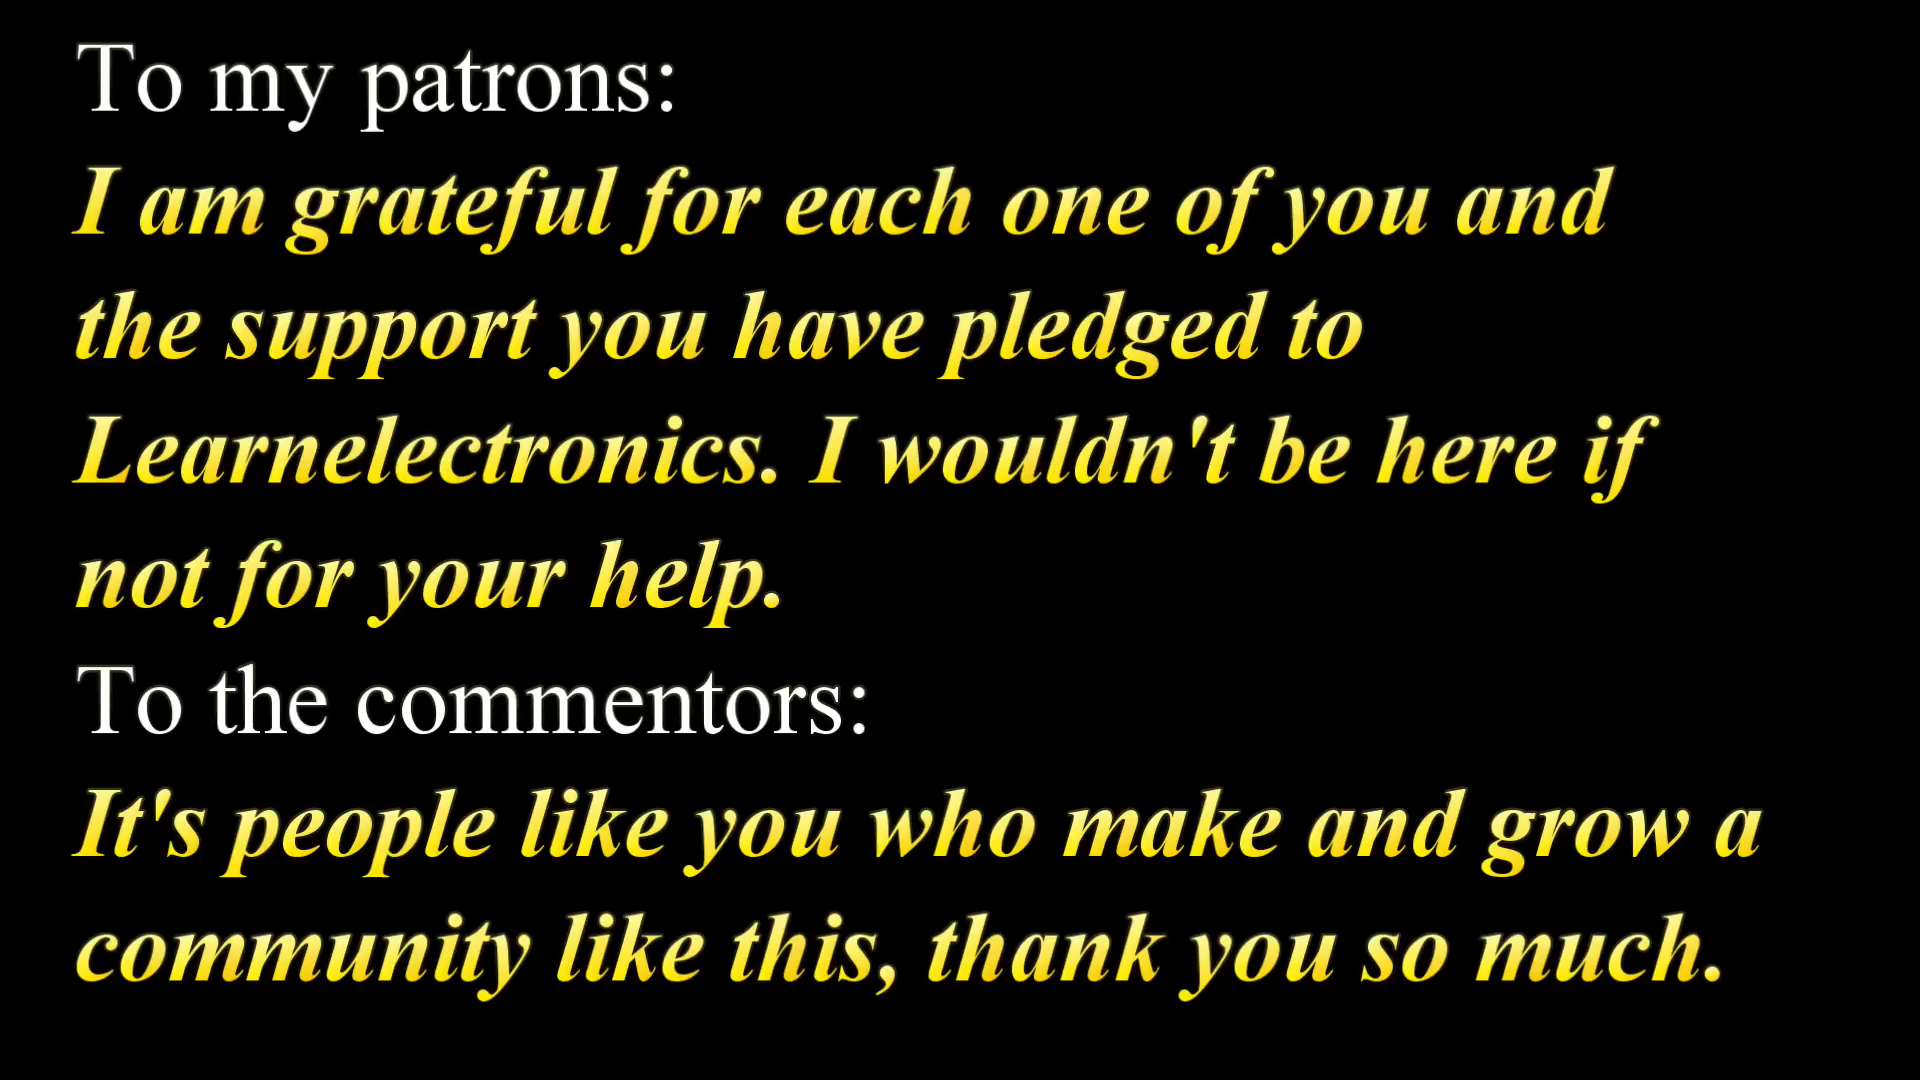 To my patrons:
I am grateful for each one of you and
the support you have pledged to
Learnelectronics. I wouldn't be here if
not for your help.
To the commentors:
It's people like you who make and grow a
community like this, thank you so much.